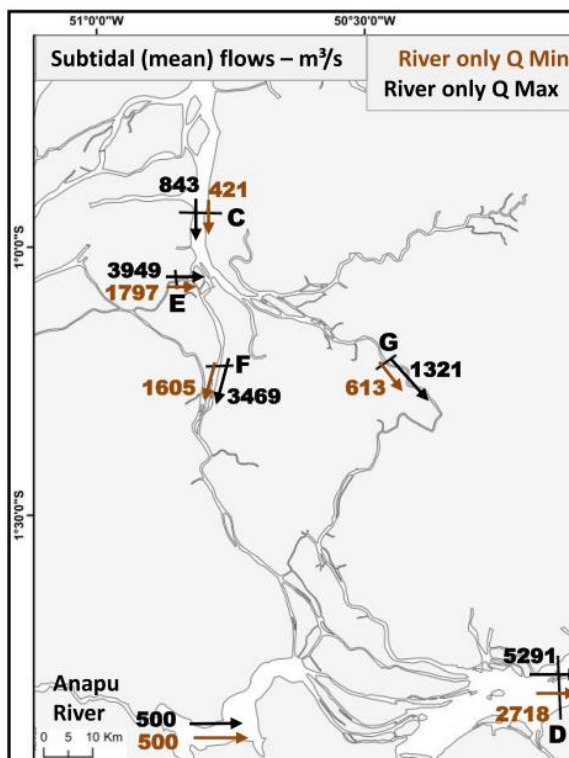 51°0'0"W
50°30'0"W
Subtidal (mean) flows – m³/s
River only Q Min
River only Q Max
843
421
C
1°0'0"S
3949
1797
E
F
1605
3469
G
1321
613
1°30'0"S
5291
2718
D
Anapu
River
500
500
0 5 10 Km